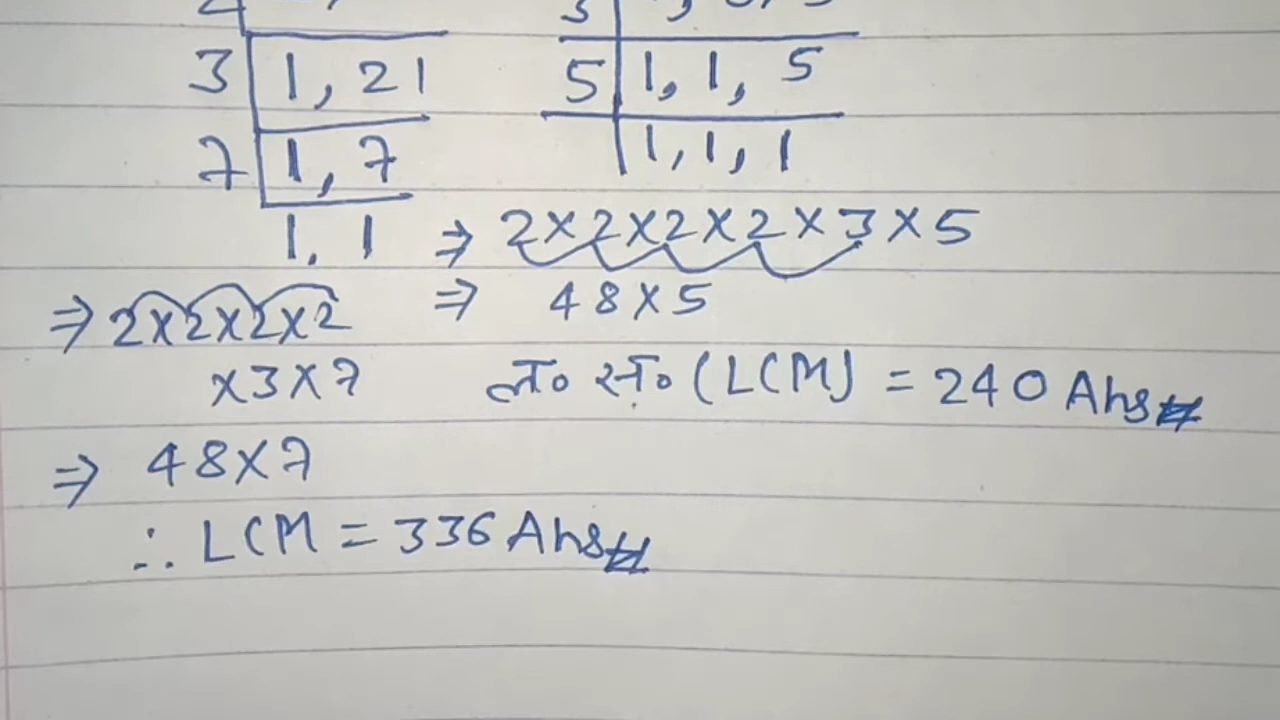 3 | 1, 21
7 | 1, 7
1, 1
⇒ 2×2×2×2
×3×7
⇒ 48×7
∴ LCM = 336 Ans
5 | 1, 1, 5
1, 1, 1
⇒ 2×2×2×2×3×5
⇒ 48×5
ल० स० (LCM) = 240 Ans